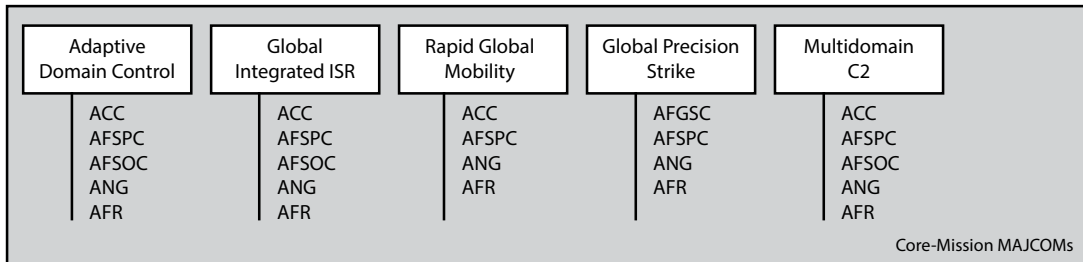 Adaptive
Domain Control
ACC
AFSPC
AFSOC
ANG
AFR
Global
Integrated ISR
ACC
AFSPC
AFSOC
ANG
AFR
Rapid Global
Mobility
ACC
AFSPC
ANG
AFR
Global Precision
Strike
AFGSC
AFSPC
ANG
AFR
Multidomain
C2
ACC
AFSPC
AFSOC
ANG
AFR
Core-Mission MAJCOMs